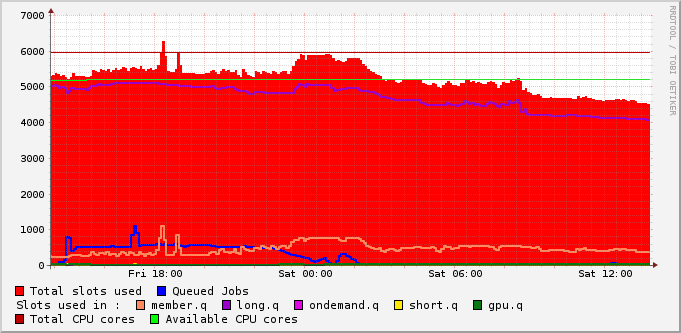 7000
6000
5000
4000
3000
2000
1000
0
Fri 18:00 Sat 00:00 Sat 06:00 Sat 12:00
RRDTOOL / TOBI OETIKER
Total slots used Queued Jobs
Slots used in : member.q long.q ondemand.q short.q gpu.q
Total CPU cores Available CPU cores